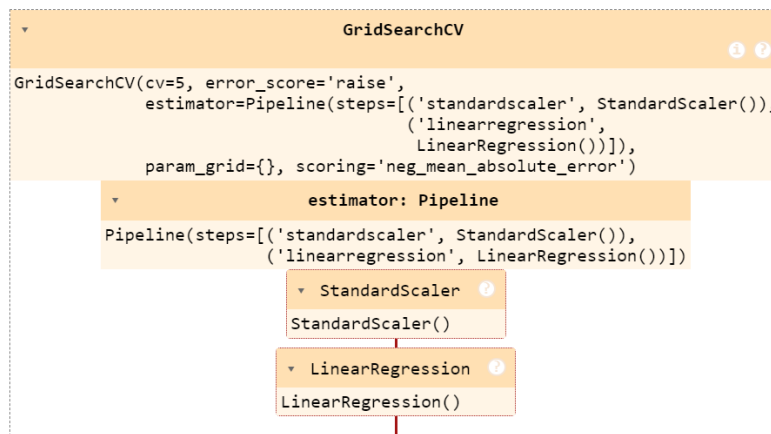 GridSearchCV
i ?
GridSearchCV(cv=5, error_score='raise',
estimator=Pipeline(steps=[('standardscaler', StandardScaler()),
('linearregression',
LinearRegression())]),
param_grid={}, scoring='neg_mean_absolute_error')
estimator: Pipeline
Pipeline(steps=[('standardscaler', StandardScaler()),
('linearregression', LinearRegression())])
StandardScaler ?
StandardScaler()
LinearRegression ?
LinearRegression()